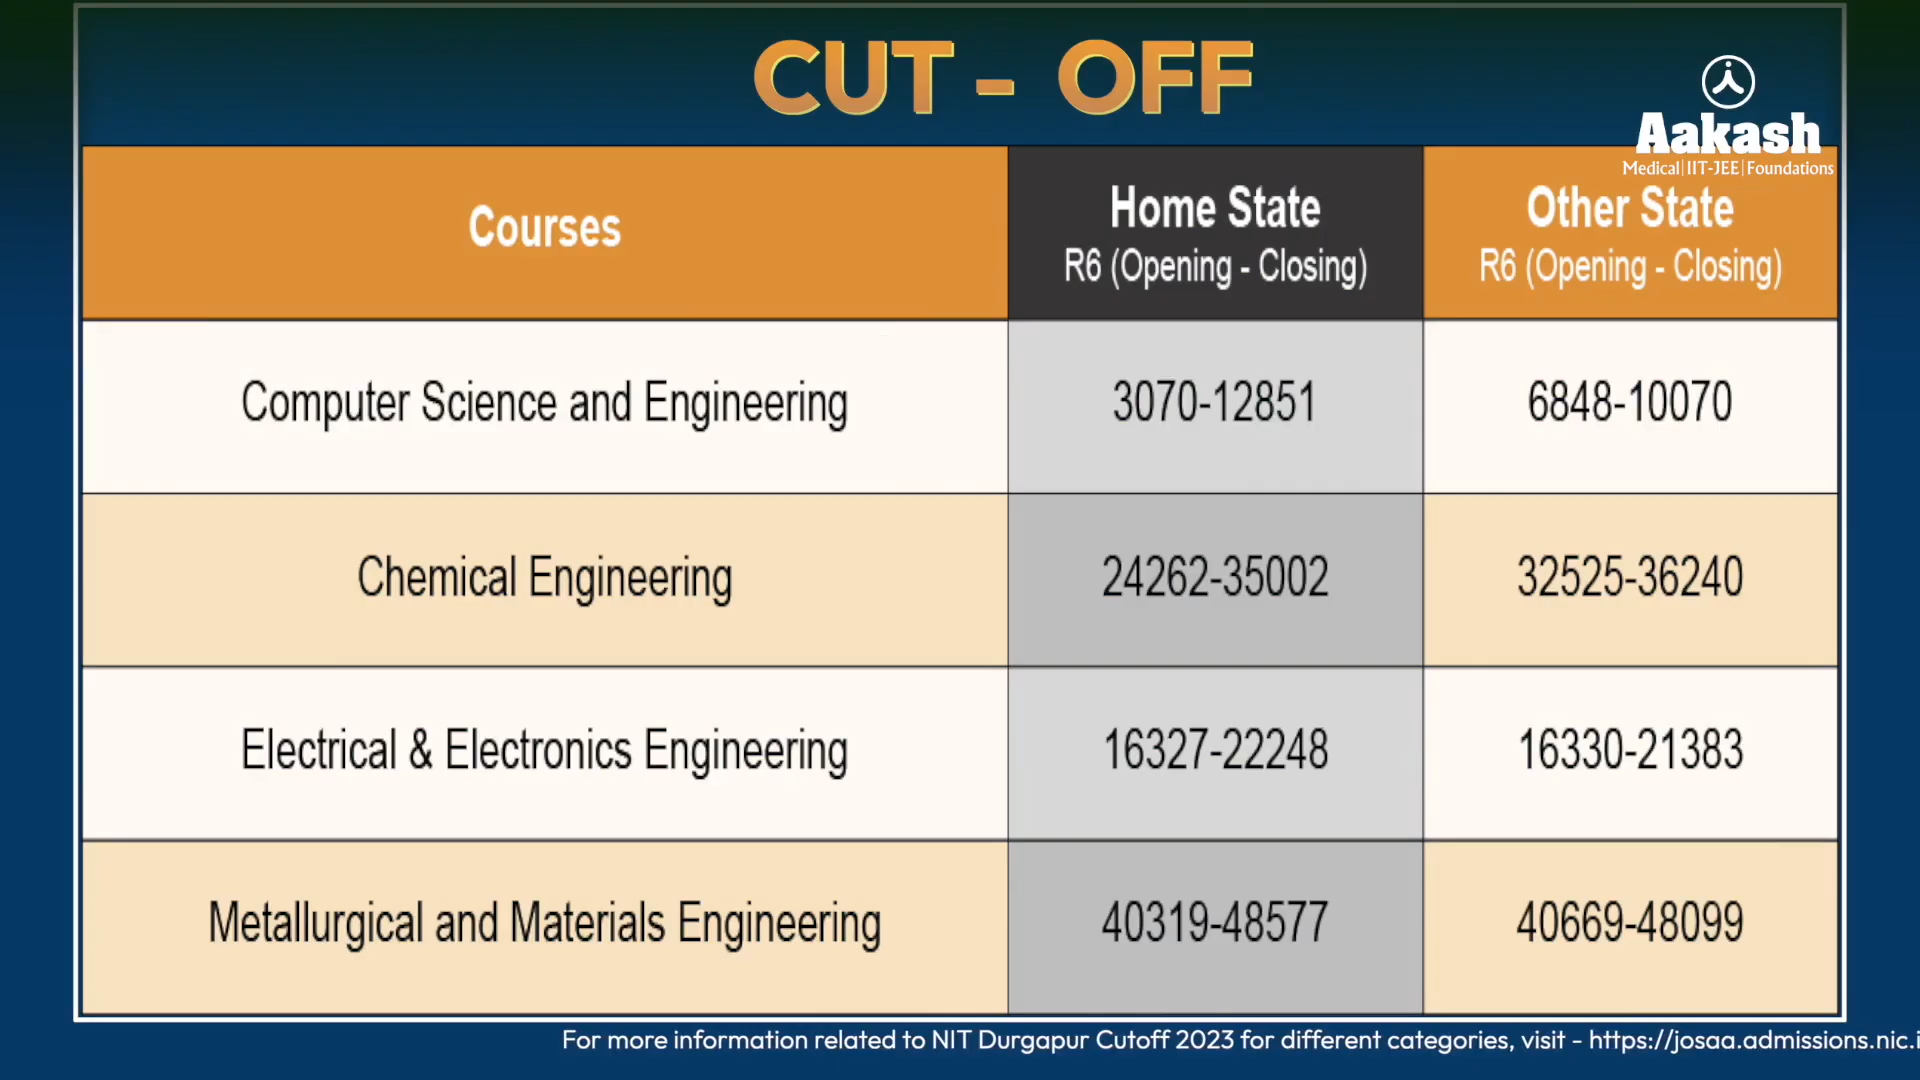 CUT - OFF
Aakash
Medical|IIT-JEE|Foundations
Courses
Home State
R6 (Opening - Closing)
Other State
R6 (Opening - Closing)
Computer Science and Engineering
3070-12851
6848-10070
Chemical Engineering
24262-35002
32525-36240
Electrical & Electronics Engineering
16327-22248
16330-21383
Metallurgical and Materials Engineering
40319-48577
40669-48099
For more information related to NIT Durgapur Cutoff 2023 for different categories, visit - https://josaa.admissions.nic.i